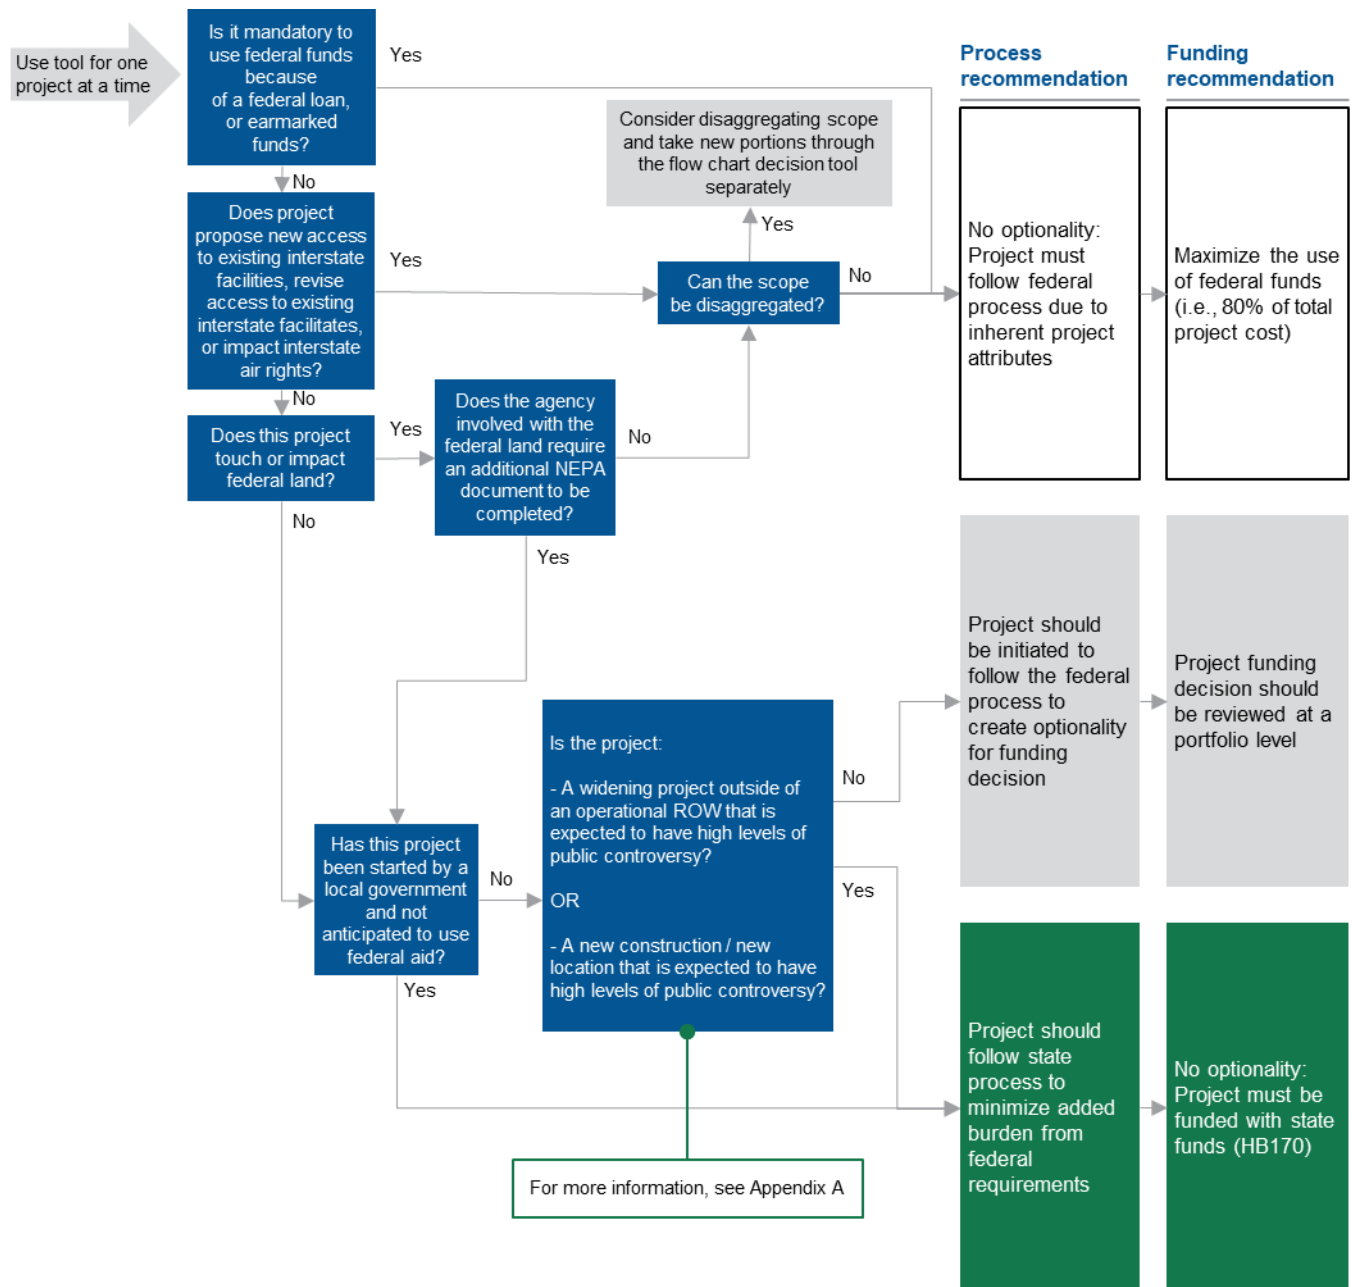 Use tool for one
project at a time
Is it mandatory to
use federal funds
because
of a federal loan,
or earmarked
funds?
Yes
No
Does project
propose new access
to existing interstate
facilities, revise
access to existing
interstate facilitates,
or impact interstate
air rights?
Yes
No
Does this project
touch or impact
federal land?
Yes
No
Does the agency
involved with the
federal land require
an additional NEPA
document to be
completed?
No
Yes
Consider disaggregating scope
and take new portions through
the flow chart decision tool
separately
Yes
Can the scope
be disaggregated?
No
Has this project
been started by a
local government
and not
anticipated to use
federal aid?
No
Yes
Is the project:
- A widening project outside of
an operational ROW that is
expected to have high levels of
public controversy?
OR
- A new construction / new
location that is expected to have
high levels of public controversy?
No
Yes
For more information, see Appendix A
Process
recommendation
Funding
recommendation
No optionality:
Project must
follow federal
process due to
inherent project
attributes
Maximize the use
of federal funds
(i.e., 80% of total
project cost)
Project should
be initiated to
follow the federal
process to
create optionality
for funding
decision
Project funding
decision should
be reviewed at a
portfolio level
Project should
follow state
process to
minimize added
burden from
federal
requirements
No optionality:
Project must be
funded with state
funds (HB170)